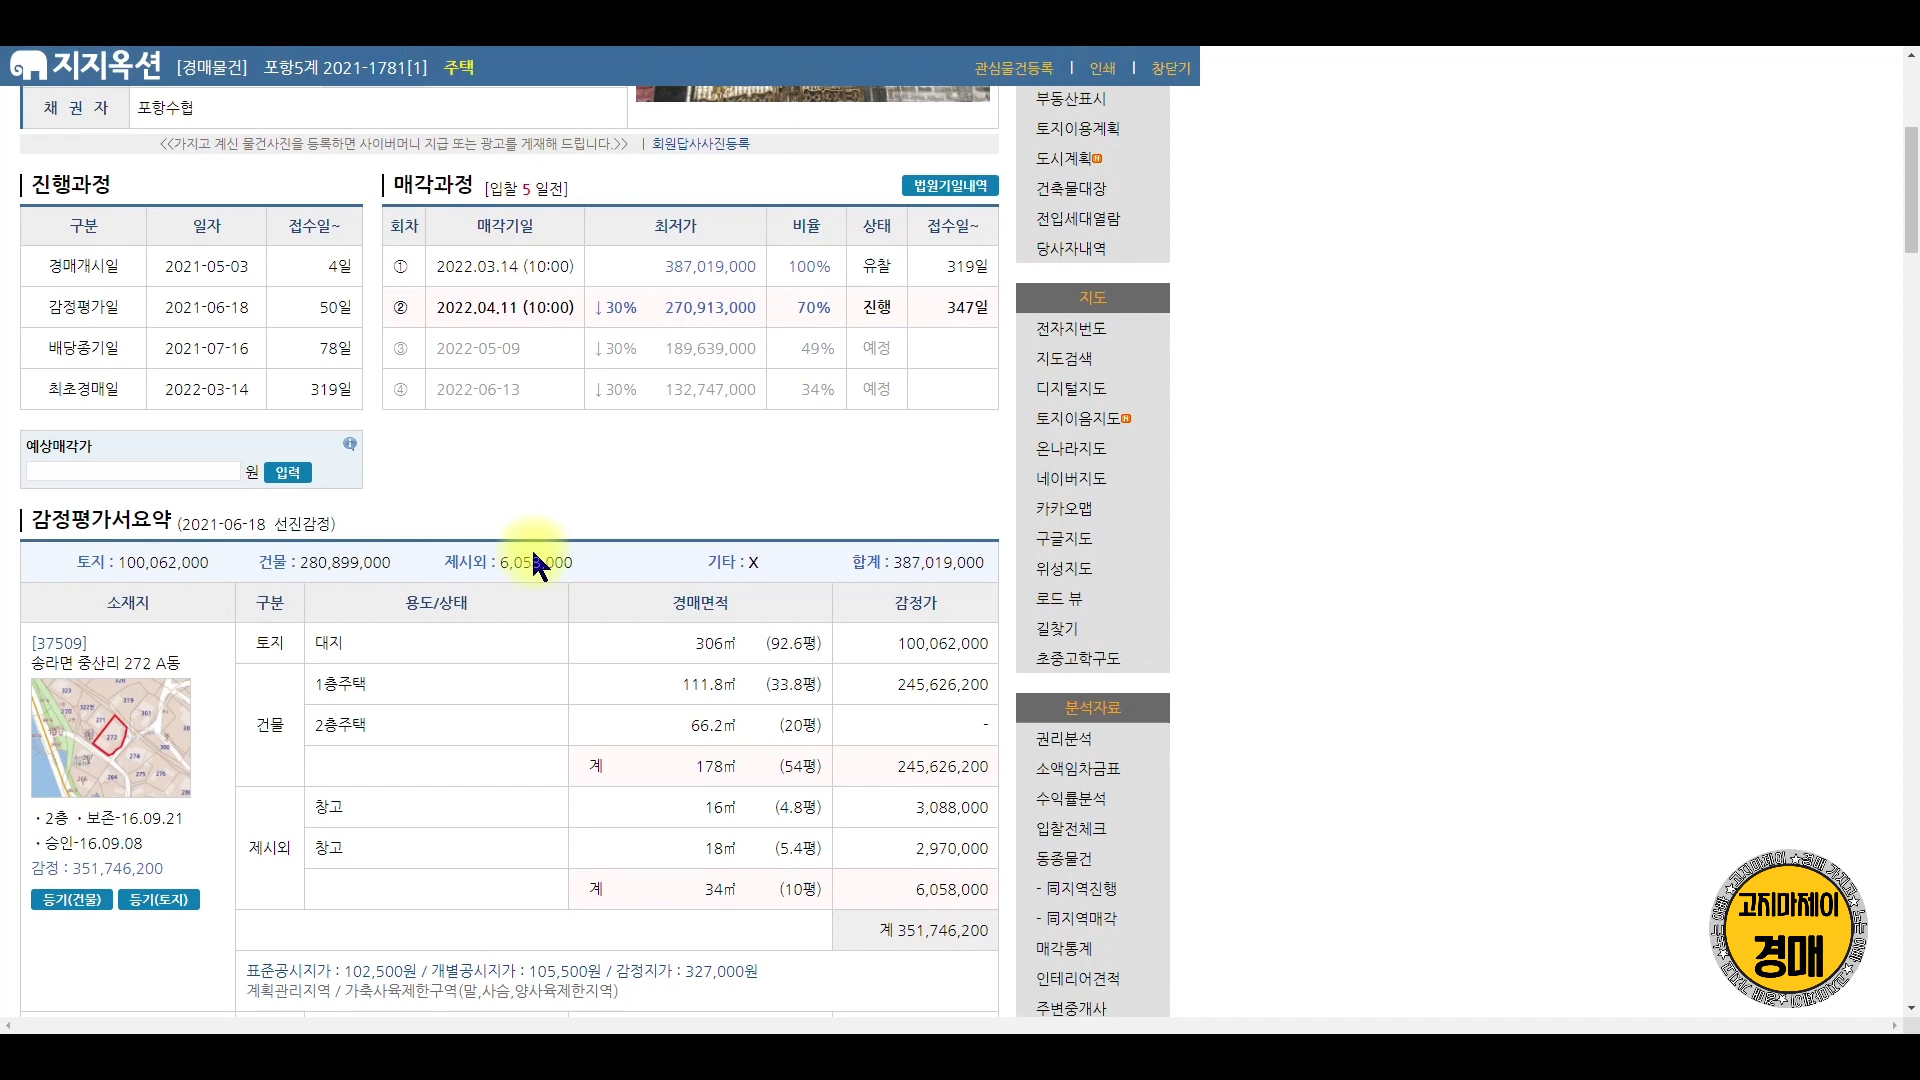 지지옥션 [경매물건] 포항5계 2021-1781[1] 주택 관심물건등록 | 인쇄 | 창닫기
채 권 자 포항수협
<<가지고 계신 물건사진을 등록하면 사이버머니 지급 또는 광고를 게재해 드립니다.>> | 회원답사사진등록
진행과정
구분 일자 접수일~
경매개시일 2021-05-03 4일
감정평가일 2021-06-18 50일
배당종기일 2021-07-16 78일
최초경매일 2022-03-14 319일
매각과정 [입찰 5 일전] 법원기일내역
회차 매각기일 최저가 비율 상태 접수일~
① 2022.03.14 (10:00) 387,019,000 100% 유찰 319일
② 2022.04.11 (10:00) ↓30% 270,913,000 70% 진행 347일
③ 2022-05-09 ↓30% 189,639,000 49% 예정
④ 2022-06-13 ↓30% 132,747,000 34% 예정
예상매각가
원 입력
감정평가서요약 (2021-06-18 선진감정)
토지 : 100,062,000 건물 : 280,899,000 제시외 : 6,058,000 기타 : X 합계 : 387,019,000
소재지 구분 용도/상태 경매면적 감정가
[37509]
송라면 중산리 272 A동
・2층 ・보존-16.09.21
・승인-16.09.08
감정 : 351,746,200
등기(건물) 등기(토지)
토지 대지 306㎡ (92.6평) 100,062,000
건물
1층주택 111.8㎡ (33.8평) 245,626,200
2층주택 66.2㎡ (20평) -
계 178㎡ (54평) 245,626,200
제시외
창고 16㎡ (4.8평) 3,088,000
창고 18㎡ (5.4평) 2,970,000
계 34㎡ (10평) 6,058,000
계 351,746,200
표준공시지가 : 102,500원 / 개별공시지가 : 105,500원 / 감정지가 : 327,000원
계획관리지역 / 가축사육제한구역(말,사슴,양사육제한지역)
부동산표시
토지이용계획
도시계획
건축물대장
전입세대열람
당사자내역
지도
전자지번도
지도검색
디지털지도
토지이음지도
온나라지도
네이버지도
카카오맵
구글지도
위성지도
로드 뷰
길찾기
초중고학구도
분석자료
권리분석
소액임차금표
수익률분석
입찰전체크
동종물건
- 同지역진행
- 同지역매각
매각통계
인테리어견적
주변중개사
고지마제이
경매